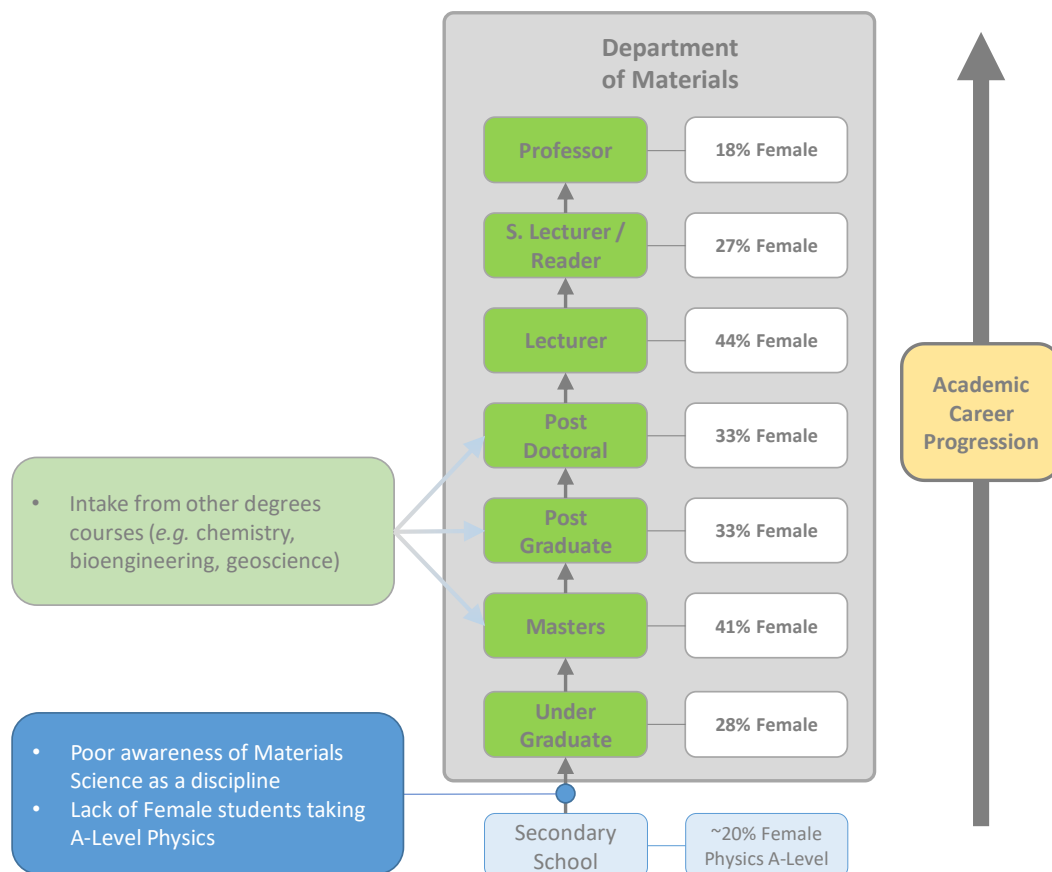 Department
of Materials
Professor
18% Female
S. Lecturer /
Reader
27% Female
Lecturer
44% Female
Academic
Career
Progression
Post
Doctoral
33% Female
• Intake from other degrees
courses (e.g. chemistry,
bioengineering, geoscience)
Post
Graduate
33% Female
Masters
41% Female
Under
Graduate
28% Female
• Poor awareness of Materials
Science as a discipline
• Lack of Female students taking
A-Level Physics
Secondary
School
~20% Female
Physics A-Level